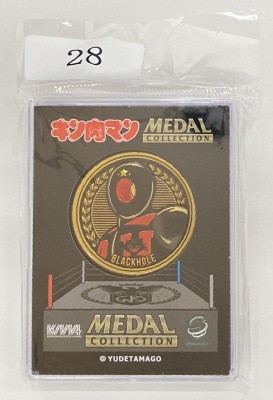 28
キン肉マン MEDAL
COLLECTION
BLACKHOLE
MEDAL
COLLECTION
© YUDETAMAGO